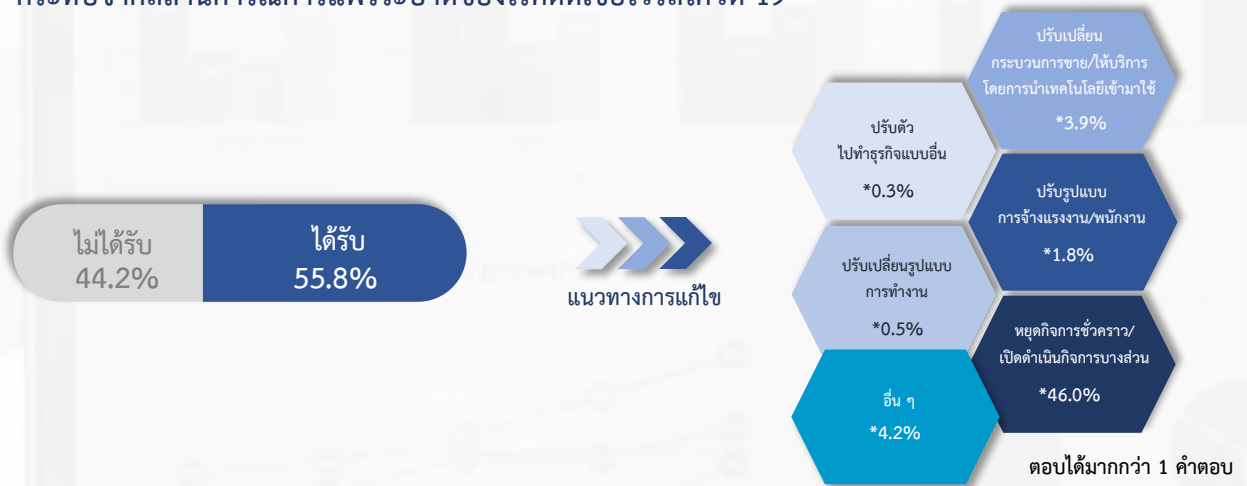 ไม่ได้รับ
44.2%
ได้รับ
55.8%
แนวทางการแก้ไข
ปรับเปลี่ยน
กระบวนการขาย/ให้บริการ
โดยการนำเทคโนโลยีเข้ามาใช้
*3.9%
ปรับตัว
ไปทำธุรกิจแบบอื่น
*0.3%
ปรับรูปแบบ
การจ้างแรงงาน/พนักงาน
*1.8%
ปรับเปลี่ยนรูปแบบ
การทำงาน
*0.5%
หยุดกิจการชั่วคราว/
เปิดดำเนินกิจการบางส่วน
*46.0%
อื่น ๆ
*4.2%
ตอบได้มากกว่า 1 คำตอบ